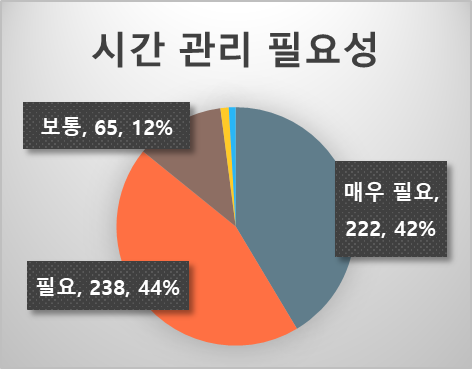 시간 관리 필요성
보통, 65, 12%
매우 필요,
222, 42%
필요, 238, 44%